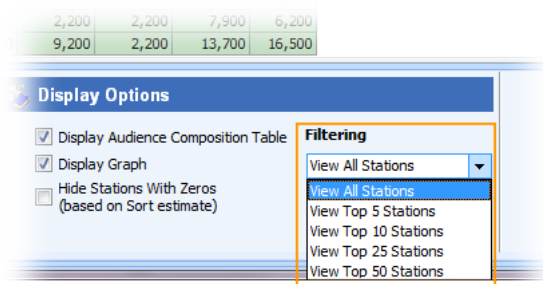 2,200 2,200 7,900 6,200
9,200 2,200 13,700 16,500
Display Options
Display Audience Composition Table
Display Graph
Hide Stations With Zeros
(based on Sort estimate)
Filtering
View All Stations
View All Stations
View Top 5 Stations
View Top 10 Stations
View Top 25 Stations
View Top 50 Stations